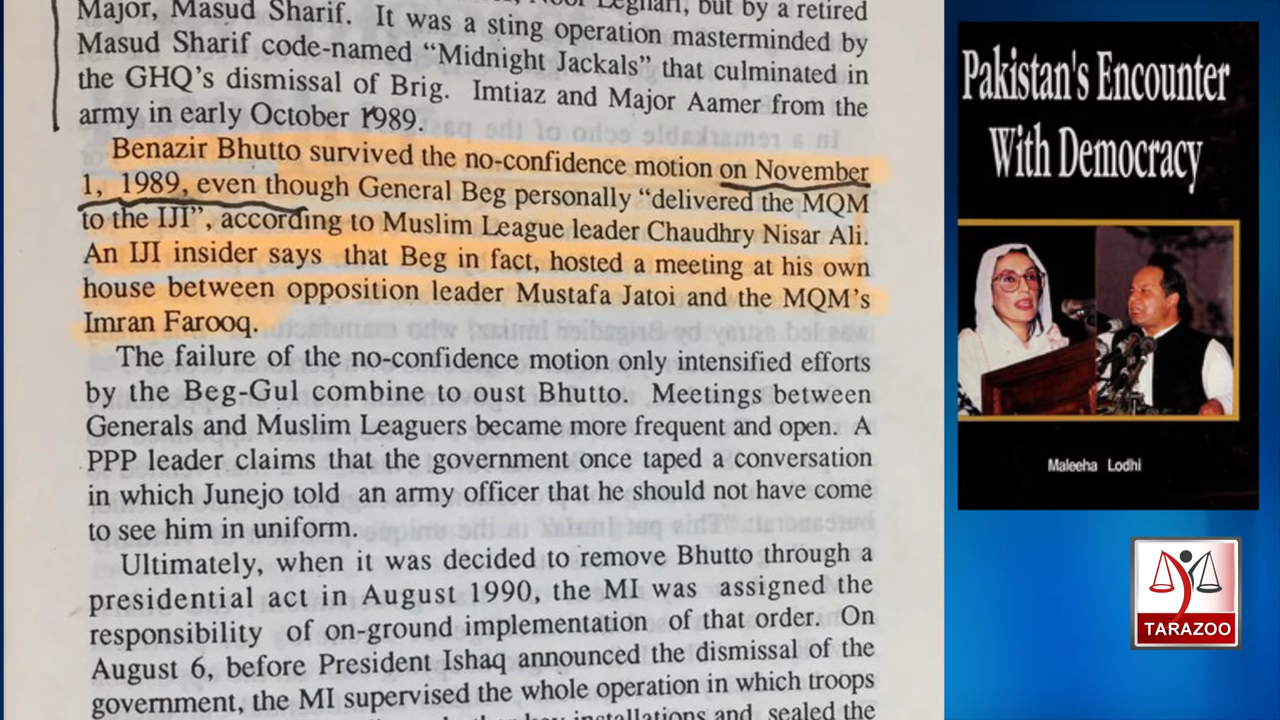 Major, Masud Sharif. It was a sting operation masterminded by
Masud Sharif code-named “Midnight Jackals” that culminated in
the GHQ’s dismissal of Brig. Imtiaz and Major Aamer from the
army in early October 1989.
Benazir Bhutto survived the no-confidence motion on November
1, 1989, even though General Beg personally “delivered the MQM
to the IJI”, according to Muslim League leader Chaudhry Nisar Ali.
An IJI insider says that Beg in fact, hosted a meeting at his own
house between opposition leader Mustafa Jatoi and the MQM’s
Imran Farooq.
The failure of the no-confidence motion only intensified efforts
by the Beg-Gul combine to oust Bhutto. Meetings between
Generals and Muslim Leaguers became more frequent and open. A
PPP leader claims that the government once taped a conversation
in which Junejo told an army officer that he should not have come
to see him in uniform.
Ultimately, when it was decided to remove Bhutto through a
presidential act in August 1990, the MI was assigned the
responsibility of on-ground implementation of that order. On
August 6, before President Ishaq announced the dismissal of the
government, the MI supervised the whole operation in which troops
installations and sealed the
Pakistan's Encounter
With Democracy
Maleeha Lodhi
TARAZOO